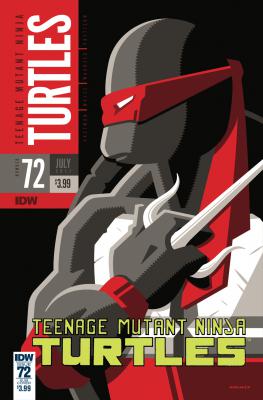 TEENAGE MUTANT NINJA
TURTLES
72
JULY
$3.99
IDW
TEENAGE MUTANT NINJA
TURTLES
IDW
72
$3.99